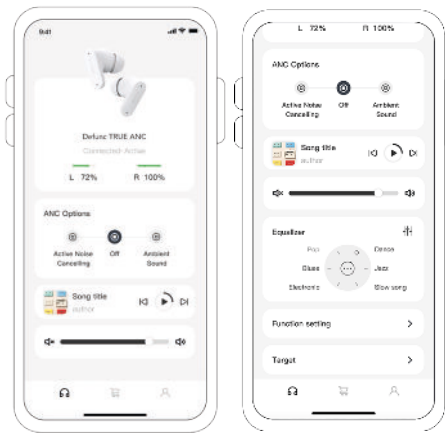 9:41
Defunc TRUE ANC
Connected-Active
L 72% R 100%
ANC Options
Active Noise Cancelling
Off
Ambient Sound
Song title
author
L 72% R 100%
ANC Options
Active Noise Cancelling
Off
Ambient Sound
Song title
author
Equalizer
Pop Dance
Blues Jazz
Electronic Slow song
Function setting
Target